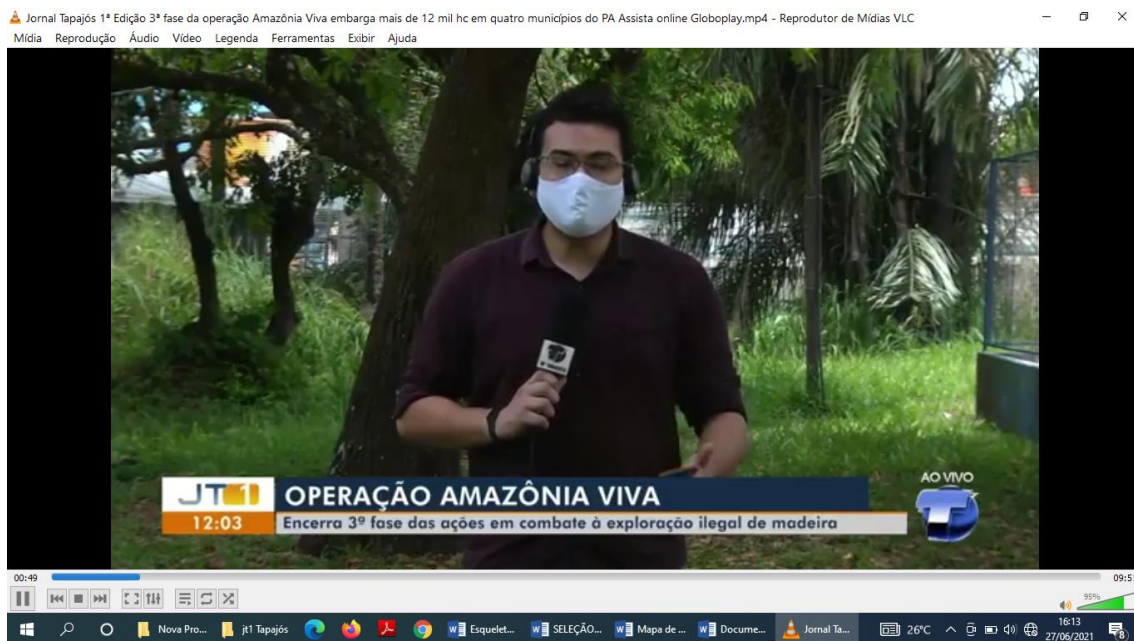 Jornal Tapajós 1ª Edição 3ª fase da operação Amazônia Viva embarga mais de 12 mil hc em quatro municípios do PA Assista online Globoplay.mp4 - Reprodutor de Mídias VLC
Mídia Reprodução Áudio Vídeo Legenda Ferramentas Exibir Ajuda
AO VIVO
JT1 OPERAÇÃO AMAZÔNIA VIVA
12:03 Encerra 3º fase das ações em combate à exploração ilegal de madeira
00:49
95%
Nova Pro... jt1 Tapajós Esquelet... SELEÇÃO... Mapa de ... Docume... Jornal Ta... 26°C
16:13
27/06/2021